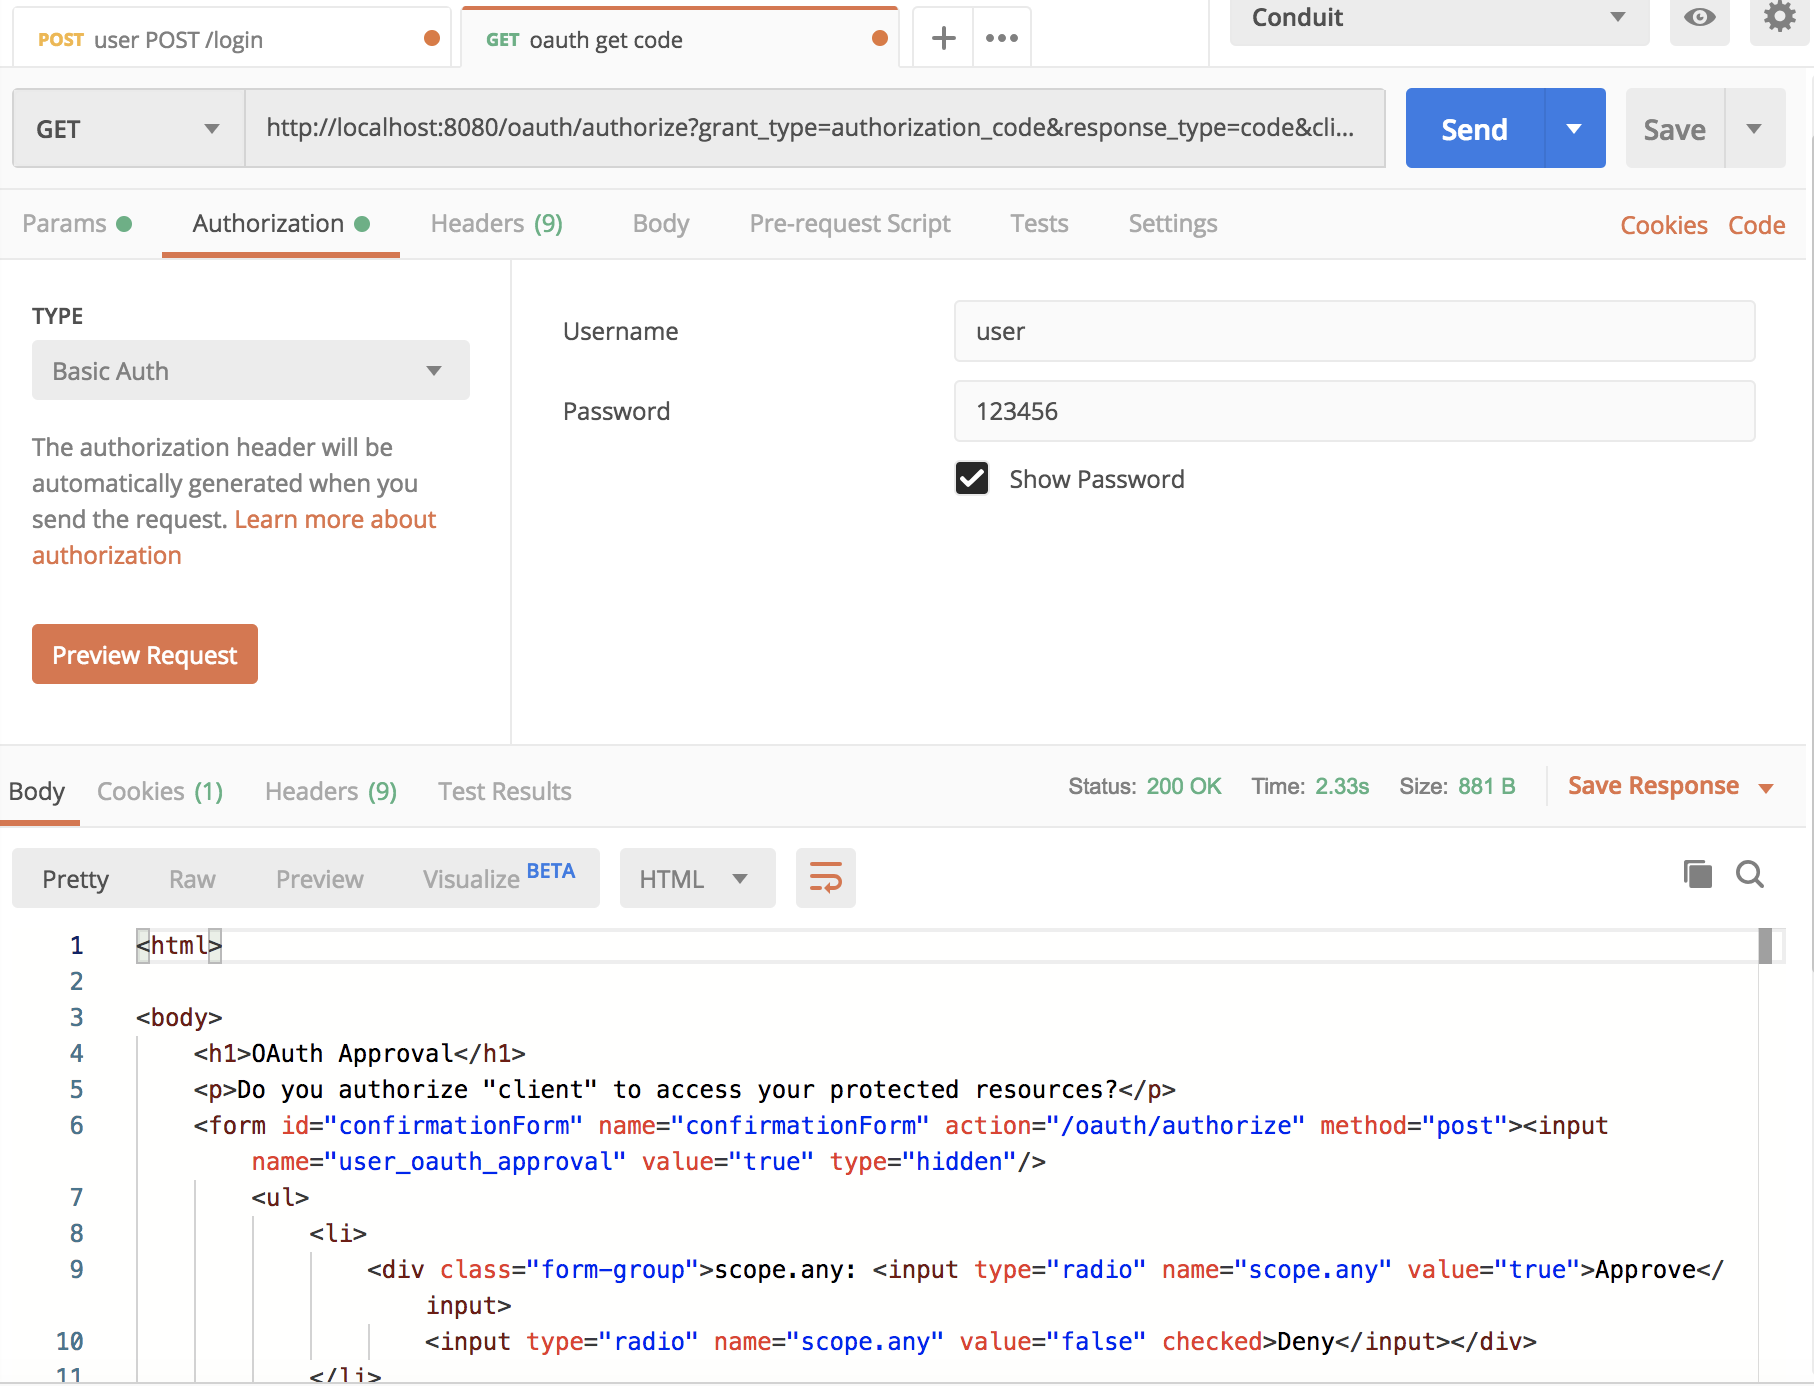 POST user POST /login
GET oauth get code
Conduit
GET
http://localhost:8080/oauth/authorize?grant_type=authorization_code&response_type=code&cli...
Send
Save
Params
Authorization
Headers (9)
Body
Pre-request Script
Tests
Settings
Cookies
Code
TYPE
Basic Auth
The authorization header will be
automatically generated when you
send the request. Learn more about
authorization
Preview Request
Username
user
Password
123456
Show Password
Body
Cookies (1)
Headers (9)
Test Results
Status: 200 OK
Time: 2.33s
Size: 881 B
Save Response
Pretty
Raw
Preview
Visualize BETA
HTML
1 <html>
2
3 <body>
4 <h1>OAuth Approval</h1>
5 <p>Do you authorize "client" to access your protected resources?</p>
6 <form id="confirmationForm" name="confirmationForm" action="/oauth/authorize" method="post"><input
name="user_oauth_approval" value="true" type="hidden"/>
7 <ul>
8 <li>
9 <div class="form-group">scope.any: <input type="radio" name="scope.any" value="true">Approve</
input>
10 <input type="radio" name="scope.any" value="false" checked>Deny</input></div>
11 </li>